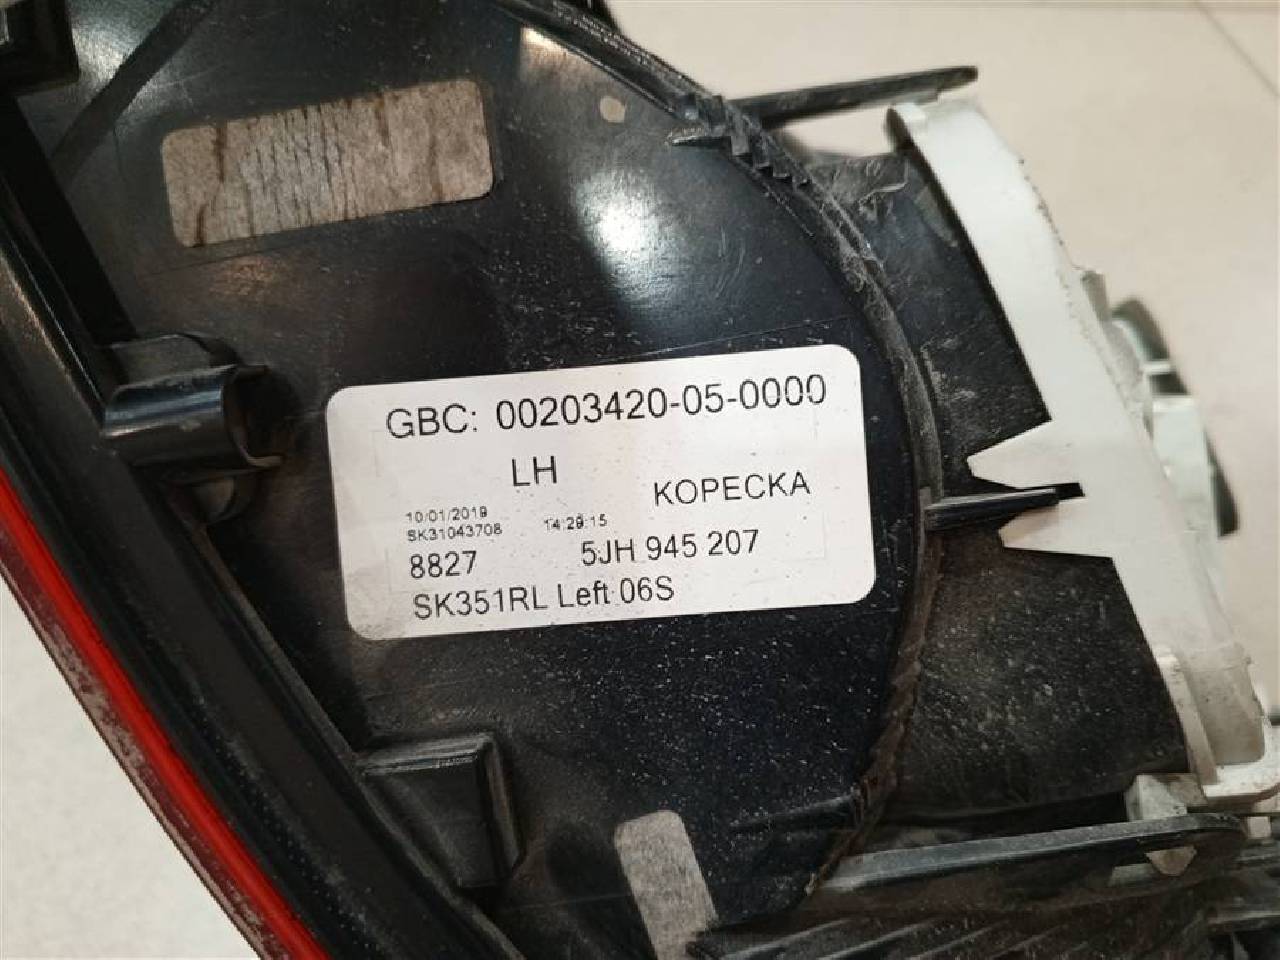 GBC: 00203420-05-0000
LH
KOPECKA
10/01/2019
SK31043708 14:29:15
8827 5JH 945 207
SK351RL Left 06S